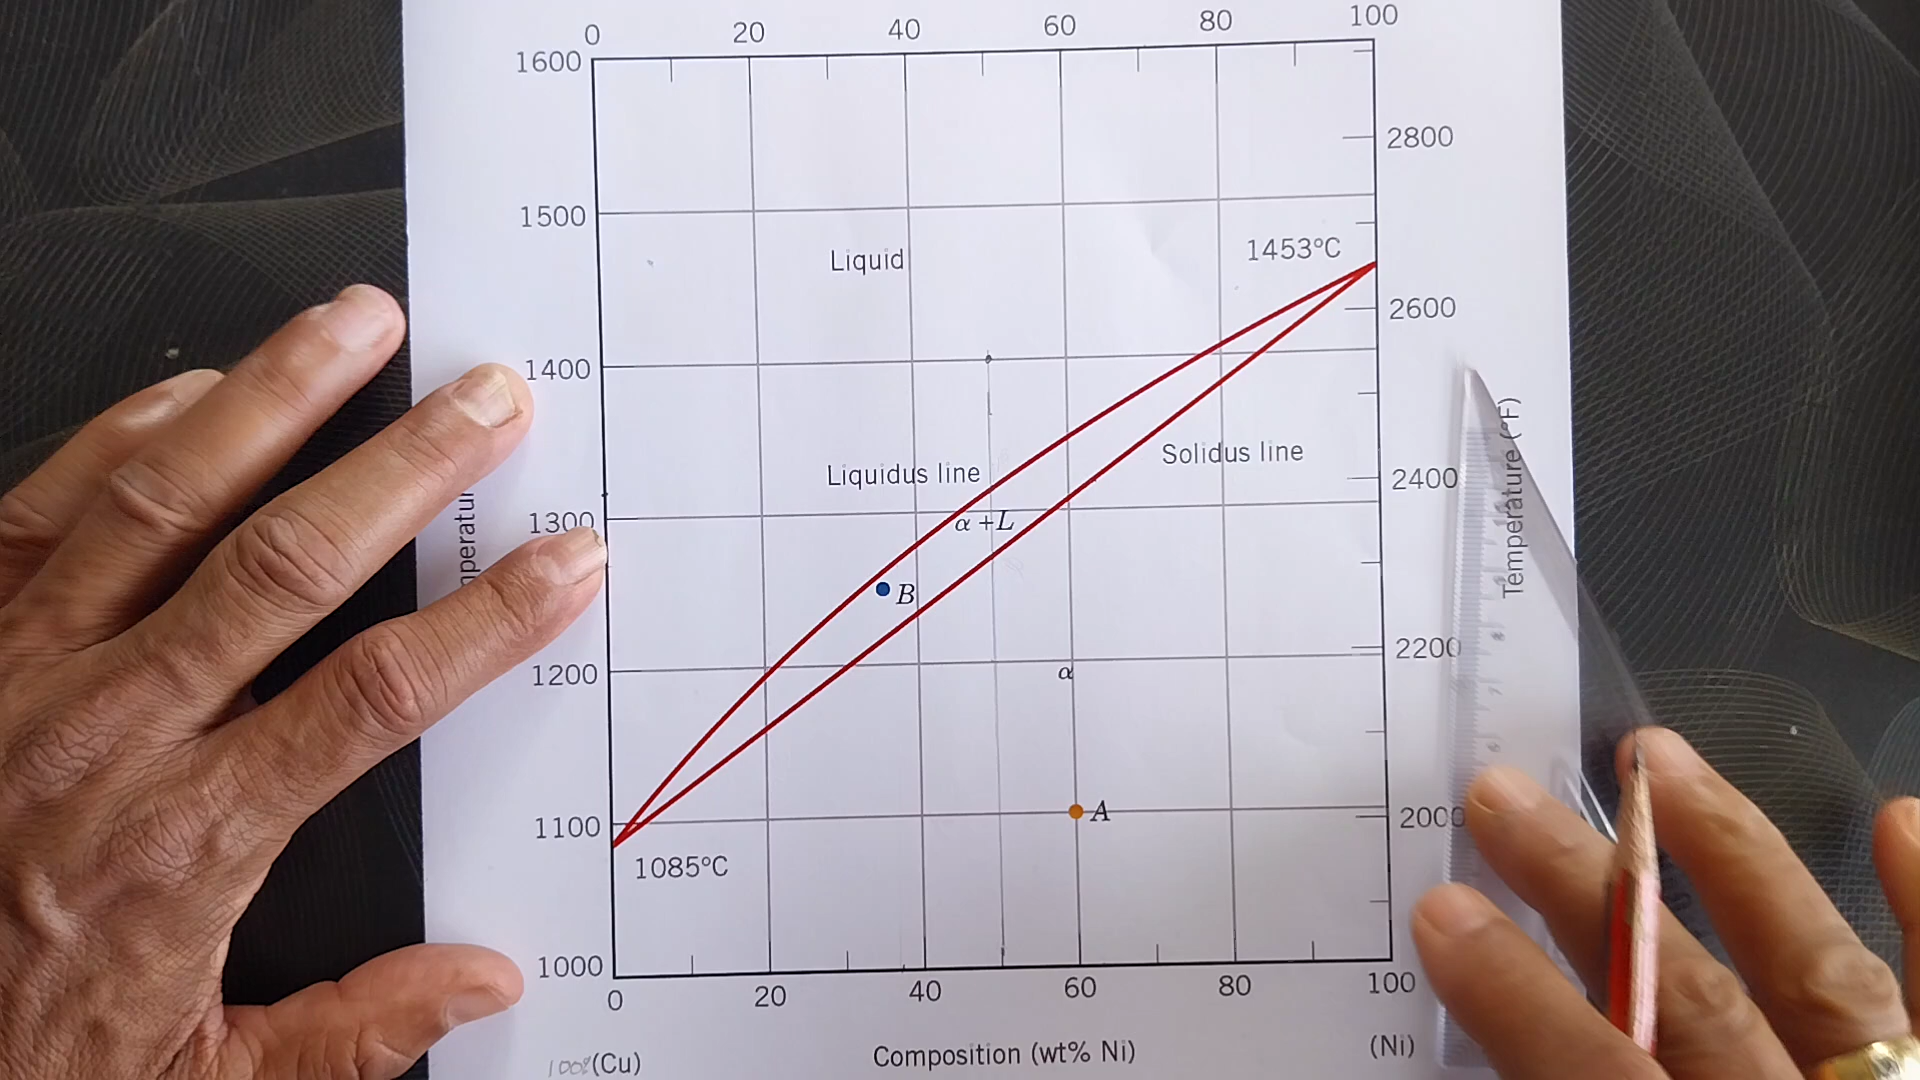 0 20 40 60 80 100
1600
2800
1500
1453°C
Liquid
2600
1400
Solidus line
Liquidus line
2400
1300
α +L
Temperature (°F)
B
2200
1200
α
1100
A
2000
1085°C
1000
0 20 40 60 80 100
(Cu)
Composition (wt% Ni)
(Ni)